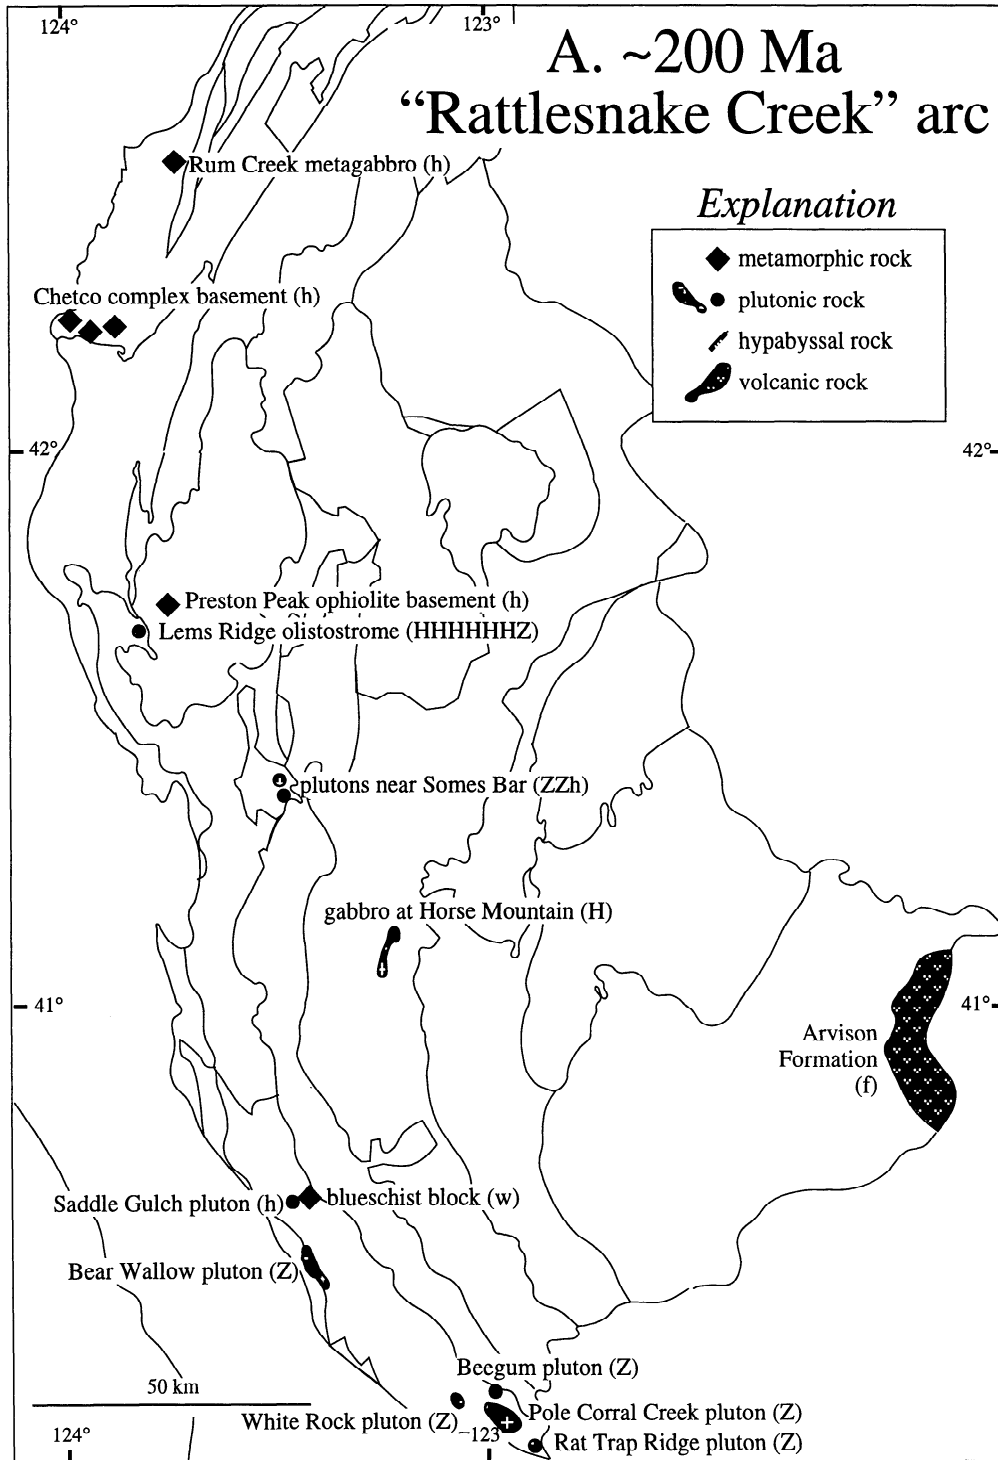 124°
123°
A. ~200 Ma
“Rattlesnake Creek” arc
Rum Creek metagabbro (h)
Explanation
metamorphic rock
plutonic rock
hypabyssal rock
volcanic rock
Chetco complex basement (h)
42°
42°
Preston Peak ophiolite basement (h)
Lems Ridge olistostrome (HHHHHHZ)
plutons near Somes Bar (ZZh)
gabbro at Horse Mountain (H)
41°
41°
Arvison
Formation
(f)
Saddle Gulch pluton (h)
blueschist block (w)
Bear Wallow pluton (Z)
Beegum pluton (Z)
50 km
White Rock pluton (Z)
Pole Corral Creek pluton (Z)
124°
123°
Rat Trap Ridge pluton (Z)